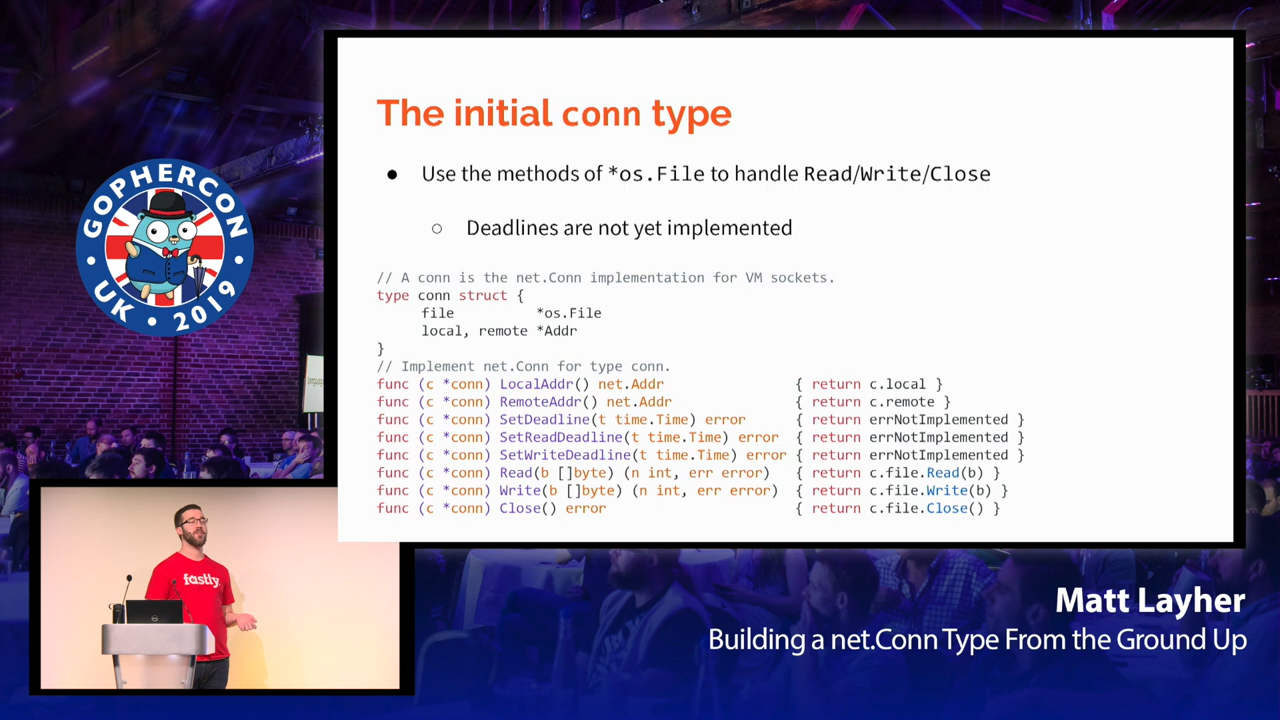 The initial conn type
● Use the methods of *os.File to handle Read/Write/Close
○ Deadlines are not yet implemented
// A conn is the net.Conn implementation for VM sockets.
type conn struct {
file *os.File
local, remote *Addr
}
// Implement net.Conn for type conn.
func (c *conn) LocalAddr() net.Addr { return c.local }
func (c *conn) RemoteAddr() net.Addr { return c.remote }
func (c *conn) SetDeadline(t time.Time) error { return errNotImplemented }
func (c *conn) SetReadDeadline(t time.Time) error { return errNotImplemented }
func (c *conn) SetWriteDeadline(t time.Time) error { return errNotImplemented }
func (c *conn) Read(b []byte) (n int, err error) { return c.file.Read(b) }
func (c *conn) Write(b []byte) (n int, err error) { return c.file.Write(b) }
func (c *conn) Close() error { return c.file.Close() }
GOPHERCON
UK • 2019
fastly
Matt Layher
Building a net.Conn Type From the Ground Up